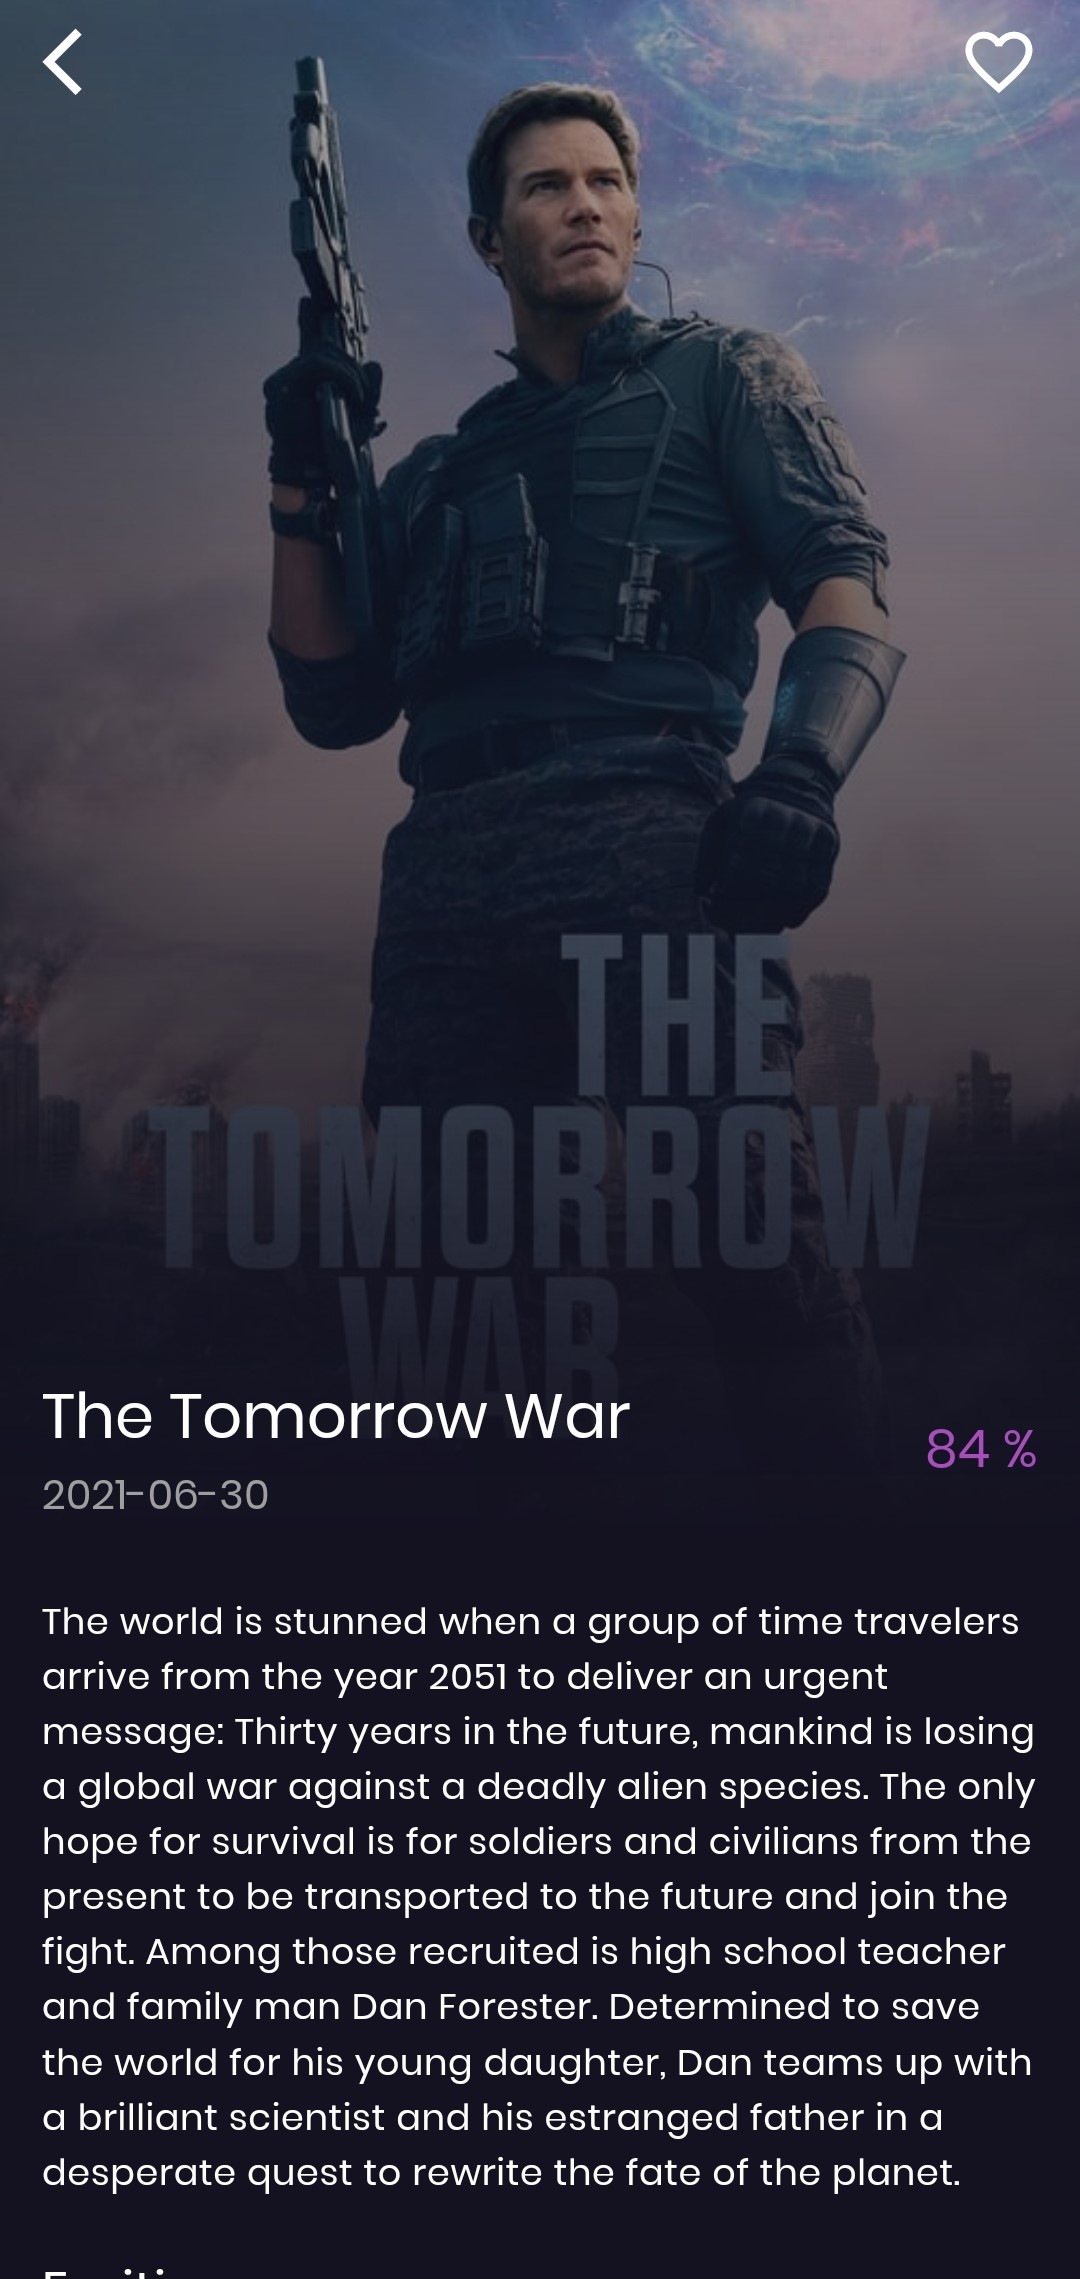 THE
TOMORROW
WAR
The Tomorrow War
84 %
2021-06-30
The world is stunned when a group of time travelers
arrive from the year 2051 to deliver an urgent
message: Thirty years in the future, mankind is losing
a global war against a deadly alien species. The only
hope for survival is for soldiers and civilians from the
present to be transported to the future and join the
fight. Among those recruited is high school teacher
and family man Dan Forester. Determined to save
the world for his young daughter, Dan teams up with
a brilliant scientist and his estranged father in a
desperate quest to rewrite the fate of the planet.